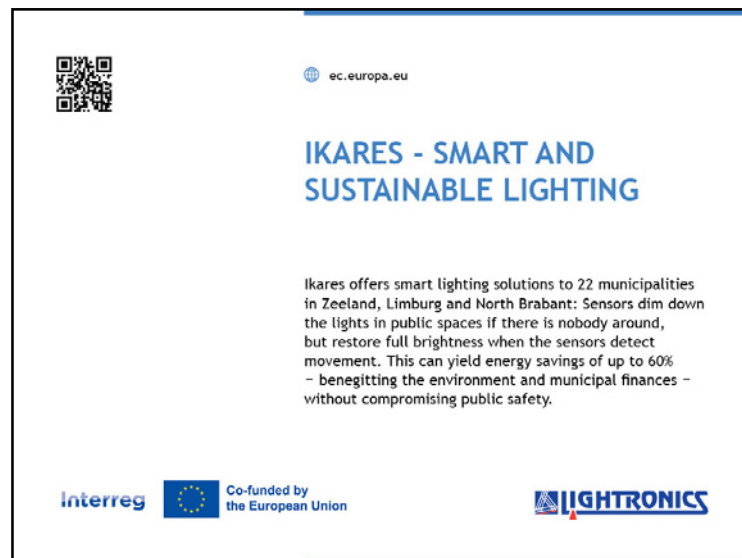 ec.europa.eu
IKARES - SMART AND
SUSTAINABLE LIGHTING
Ikares offers smart lighting solutions to 22 municipalities
in Zeeland, Limburg and North Brabant: Sensors dim down
the lights in public spaces if there is nobody around,
but restore full brightness when the sensors detect
movement. This can yield energy savings of up to 60%
– benegitting the environment and municipal finances –
without compromising public safety.
Interreg
Co-funded by
the European Union
LIGHTRONICS